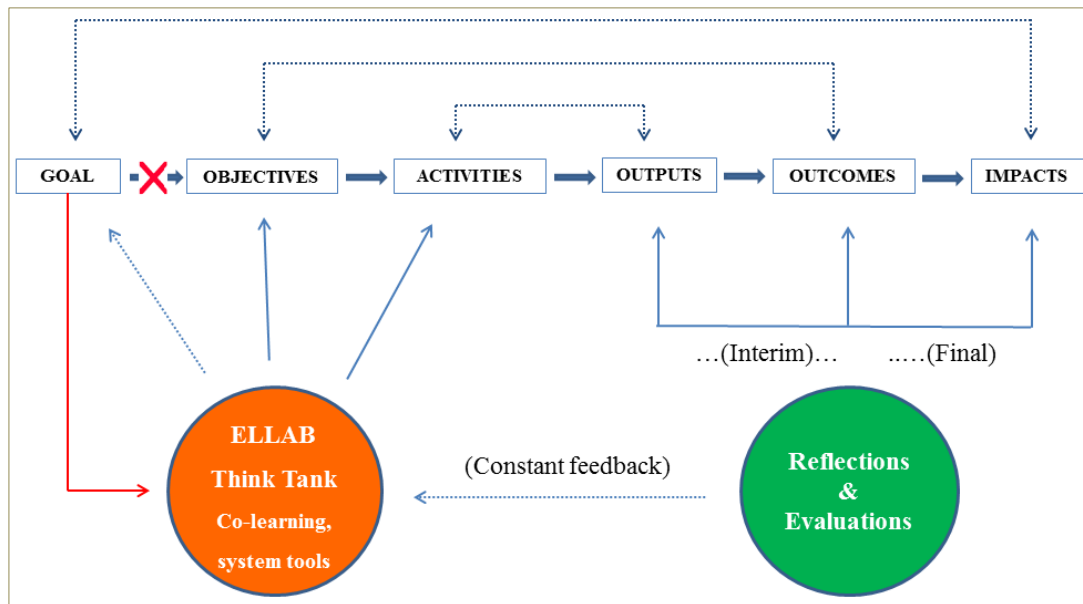 GOAL
OBJECTIVES
ACTIVITIES
OUTPUTS
OUTCOMES
IMPACTS
…(Interim)…
..…(Final)
ELLAB
Think Tank
Co-learning,
system tools
(Constant feedback)
Reflections
&
Evaluations